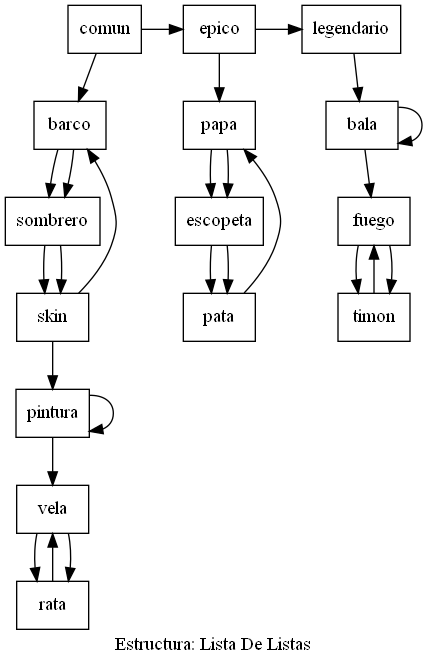 comun
epico
legendario
barco
papa
bala
sombrero
escopeta
fuego
skin
pata
timon
pintura
vela
rata
Estructura: Lista De Listas